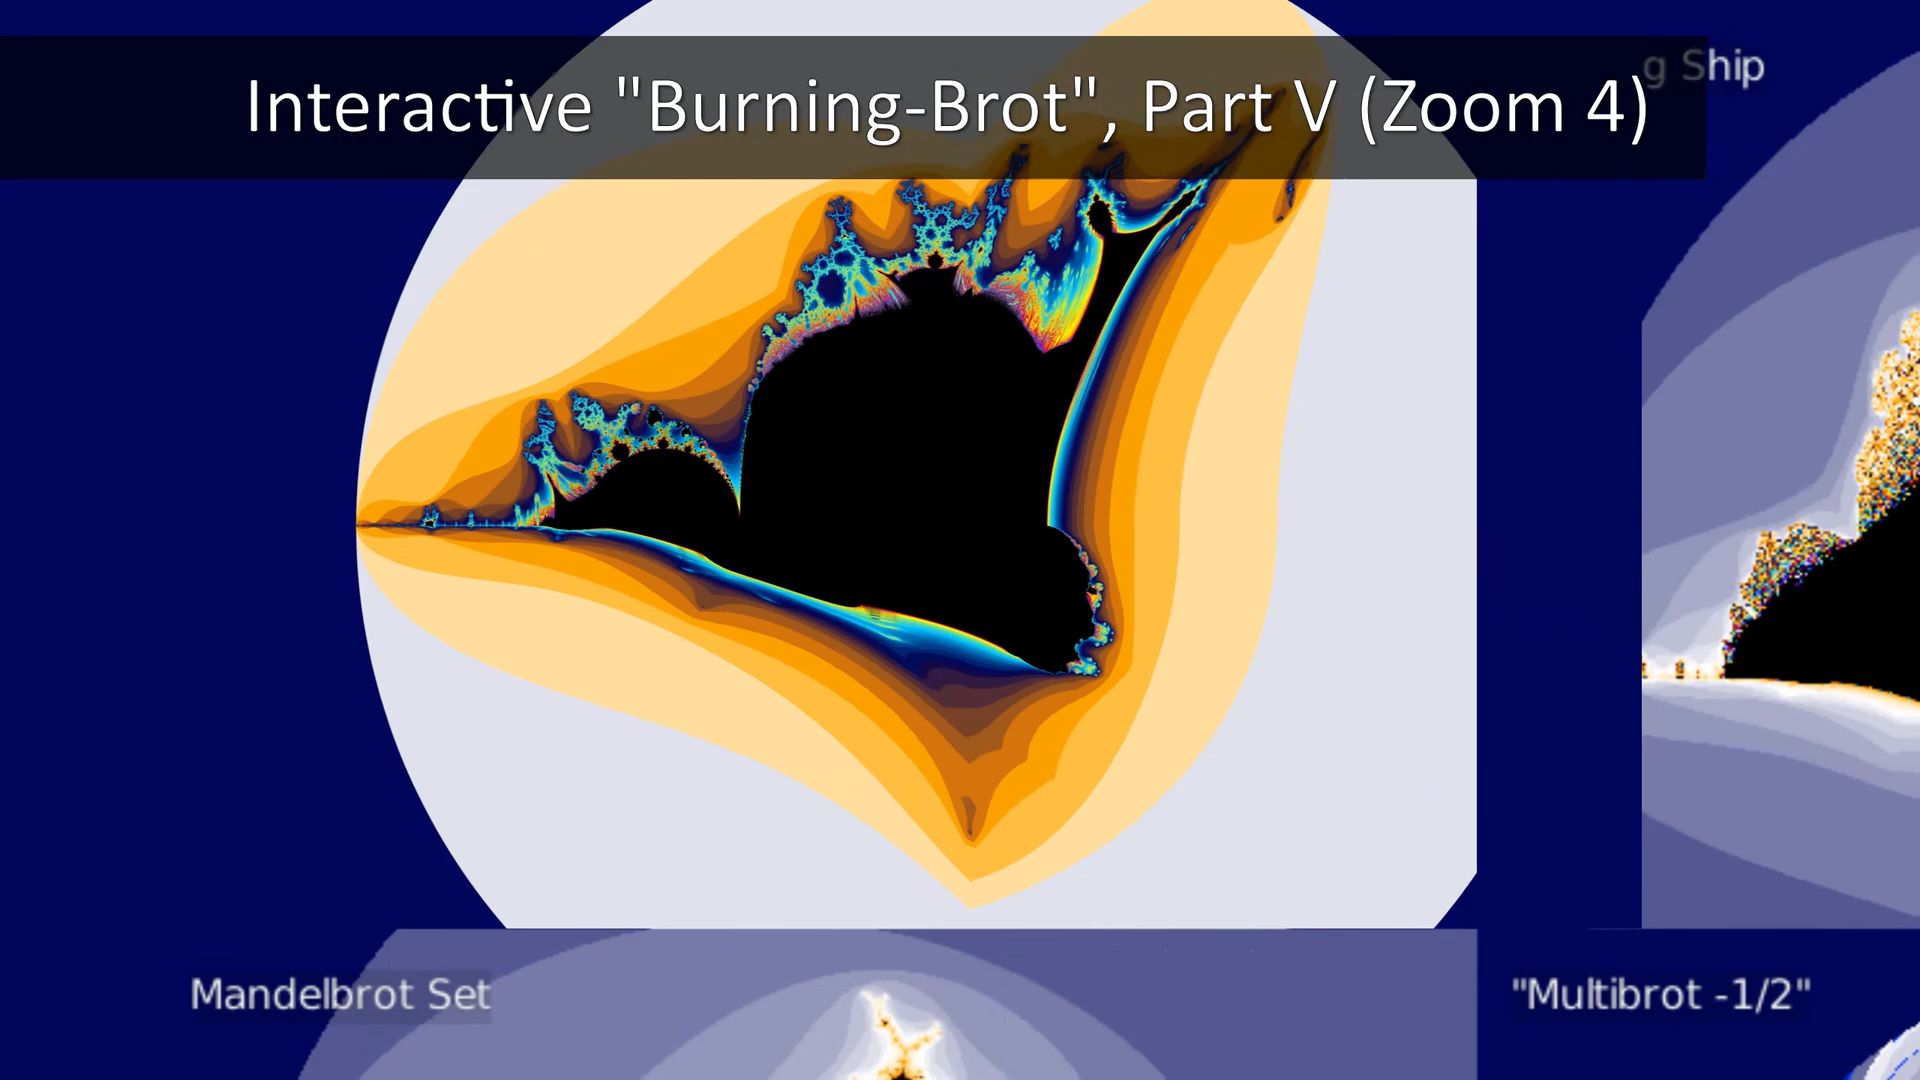 Interactive "Burning-Brot", Part V (Zoom 4)
g Ship
Mandelbrot Set
"Multibrot -1/2"